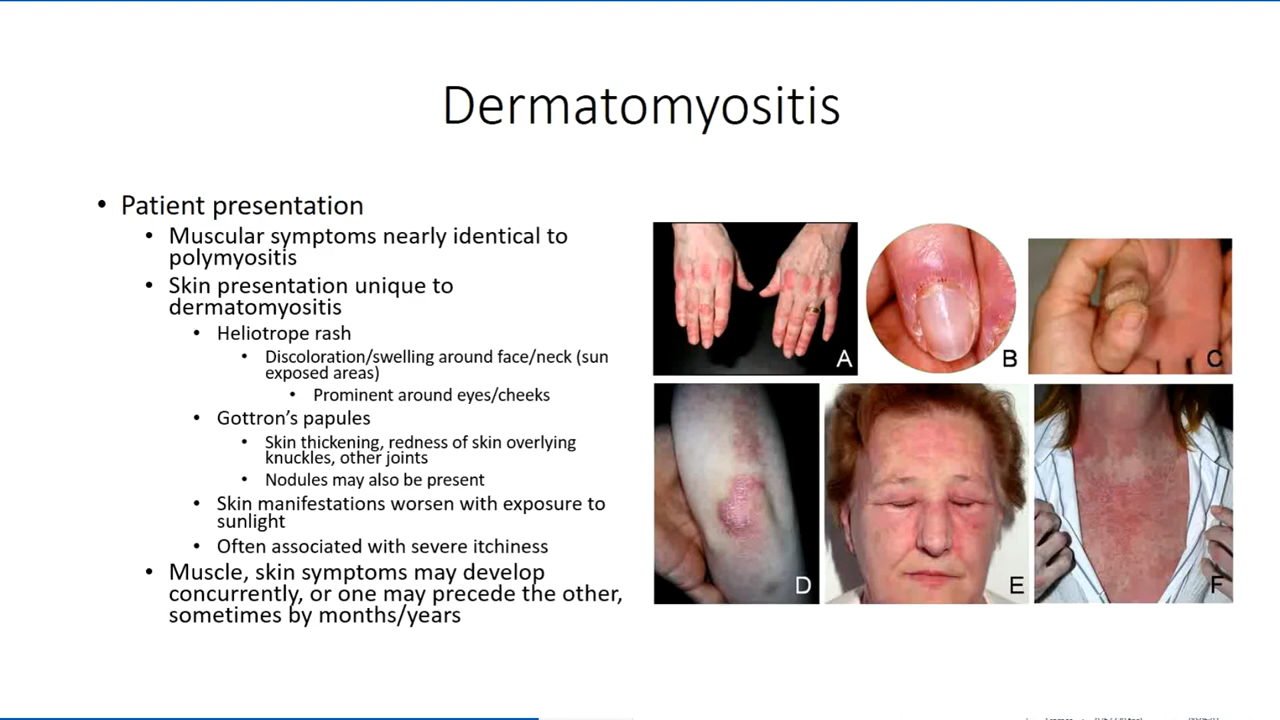 Dermatomyositis
• Patient presentation
• Muscular symptoms nearly identical to
polymyositis
• Skin presentation unique to
dermatomyositis
• Heliotrope rash
• Discoloration/swelling around face/neck (sun
exposed areas)
• Prominent around eyes/cheeks
• Gottron’s papules
• Skin thickening, redness of skin overlying
knuckles, other joints
• Nodules may also be present
• Skin manifestations worsen with exposure to
sunlight
• Often associated with severe itchiness
• Muscle, skin symptoms may develop
concurrently, or one may precede the other,
sometimes by months/years
A
B
C
D
E
F